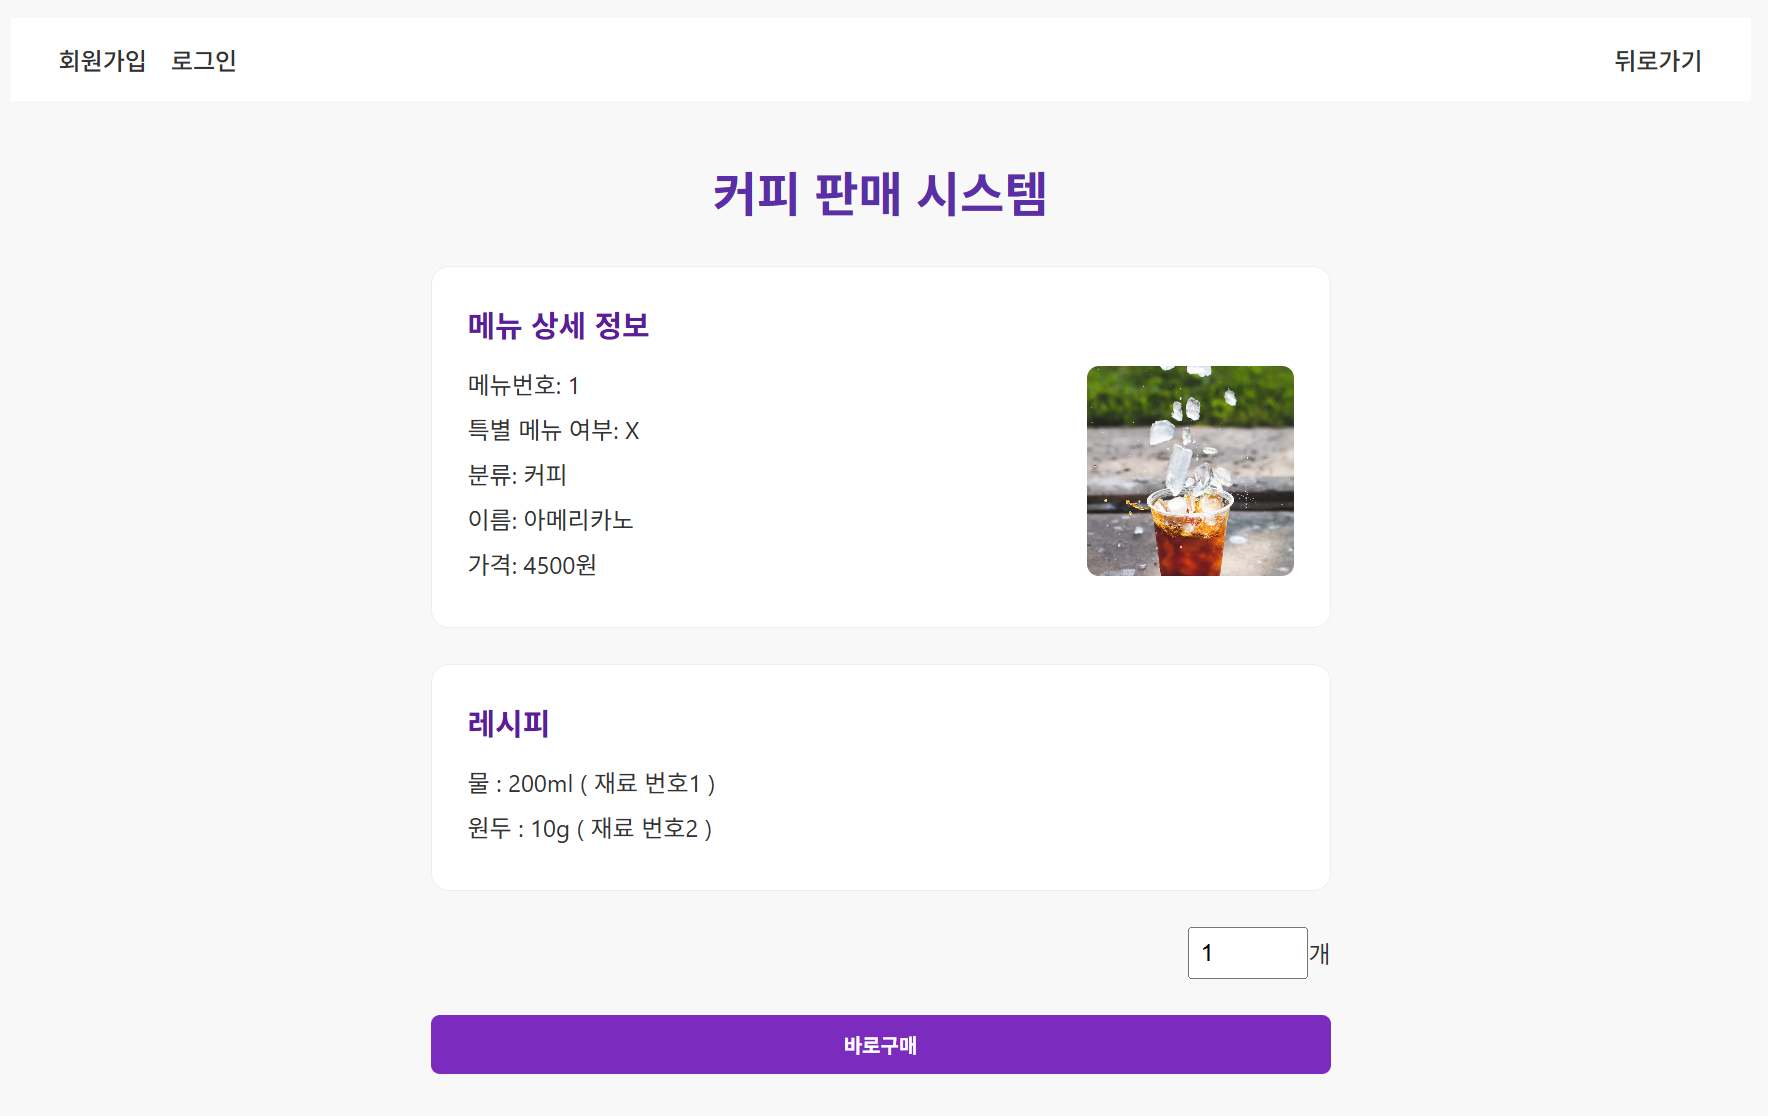 회원가입 로그인 뒤로가기
커피 판매 시스템
메뉴 상세 정보
메뉴번호: 1
특별 메뉴 여부: X
분류: 커피
이름: 아메리카노
가격: 4500원
레시피
물 : 200ml ( 재료 번호1 )
원두 : 10g ( 재료 번호2 )
1 개
바로구매